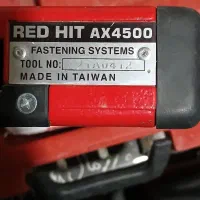 RED HIT AX4500
FASTENING SYSTEMS
TOOL NO:
MADE IN TAIWAN